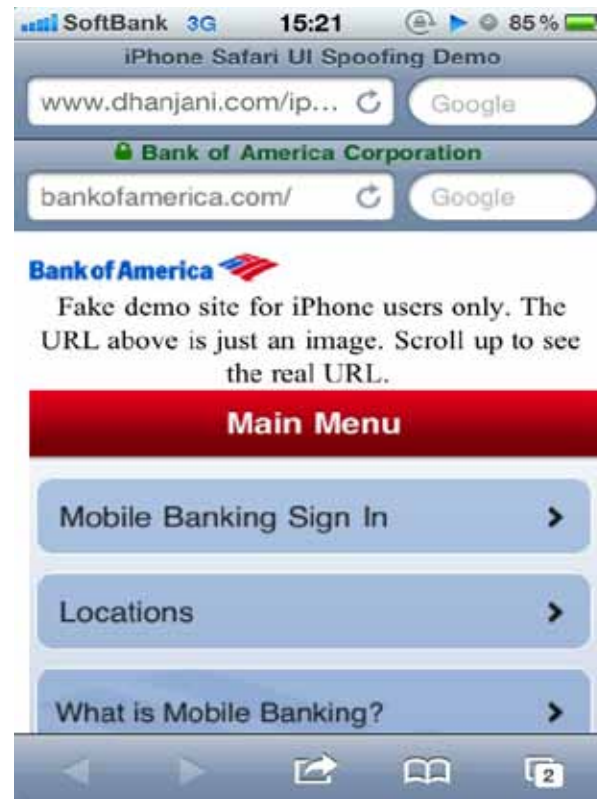 SoftBank 3G 15:21 85%
iPhone Safari UI Spoofing Demo
www.dhanjani.com/ip... Google
Bank of America Corporation
bankofamerica.com/ Google
Bank of America
Fake demo site for iPhone users only. The
URL above is just an image. Scroll up to see
the real URL.
Main Menu
Mobile Banking Sign In
Locations
What is Mobile Banking?
2